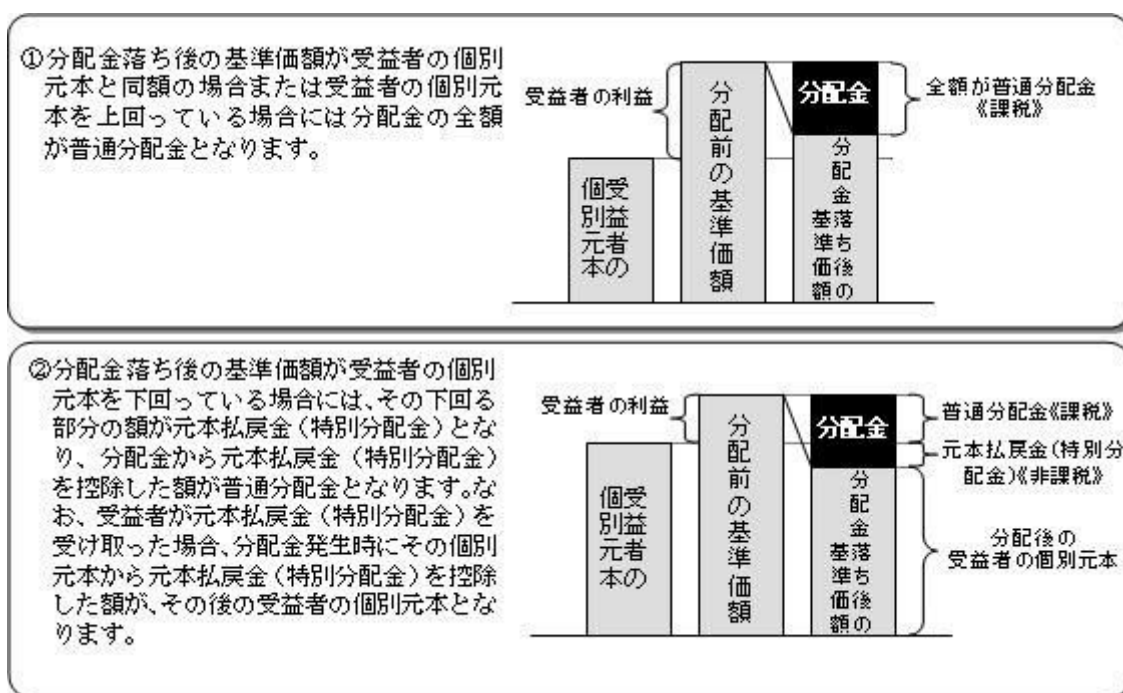 ①分配金落ち後の基準価額が受益者の個別
元本と同額の場合または受益者の個別元
本を上回っている場合には分配金の全額
が普通分配金となります。
受益者の利益
個別元本
受益者の
分配前の基準価額
分配金
基準価額
分配金落ち後の
全額が普通分配金
《課税》
②分配金落ち後の基準価額が受益者の個別
元本を下回っている場合には、その下回る
部分の額が元本払戻金(特別分配金)とな
り、分配金から元本払戻金(特別分配金)
を控除した額が普通分配金となります。な
お、受益者が元本払戻金(特別分配金)を
受け取った場合、分配金発生時にその個別
元本から元本払戻金(特別分配金)を控除
した額が、その後の受益者の個別元本とな
ります。
受益者の利益
受益者の
個別元本
分配前の基準価額
分配金
分配金落ち後の
基準価額
普通分配金《課税》
元本払戻金(特別分
配金)《非課税》
分配後の
受益者の個別元本